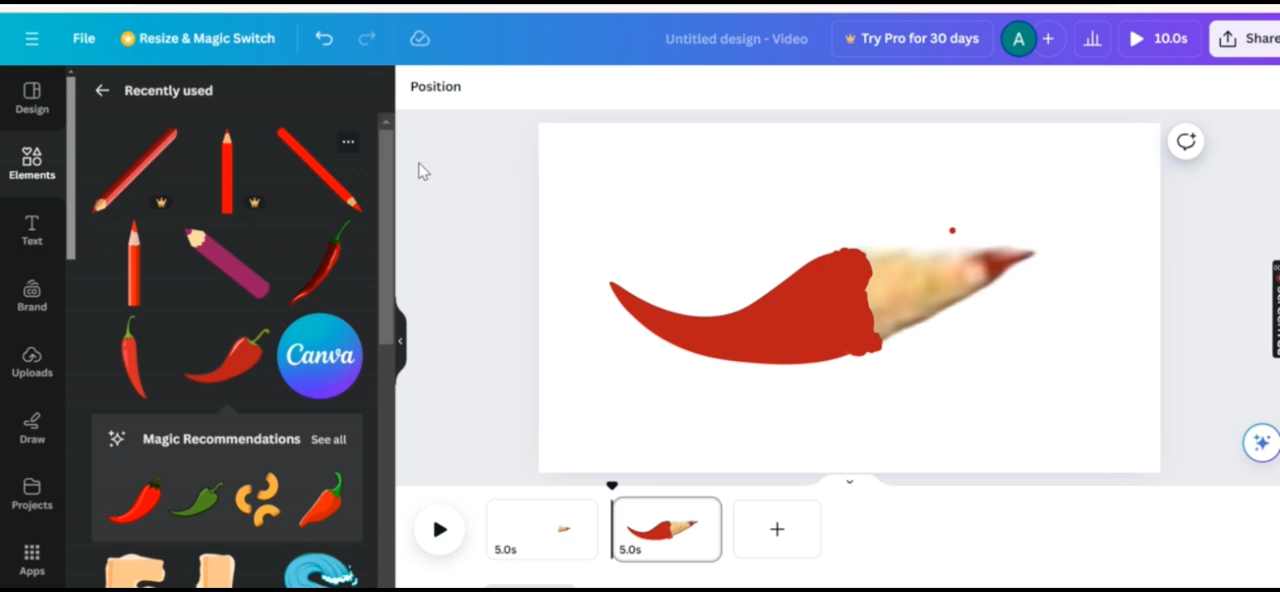 File
Resize & Magic Switch
Untitled design - Video
Try Pro for 30 days
A
10.0s
Share
Design
Elements
Text
Brand
Uploads
Draw
Projects
Apps
Recently used
Canva
Magic Recommendations
See all
Position
5.0s
5.0s